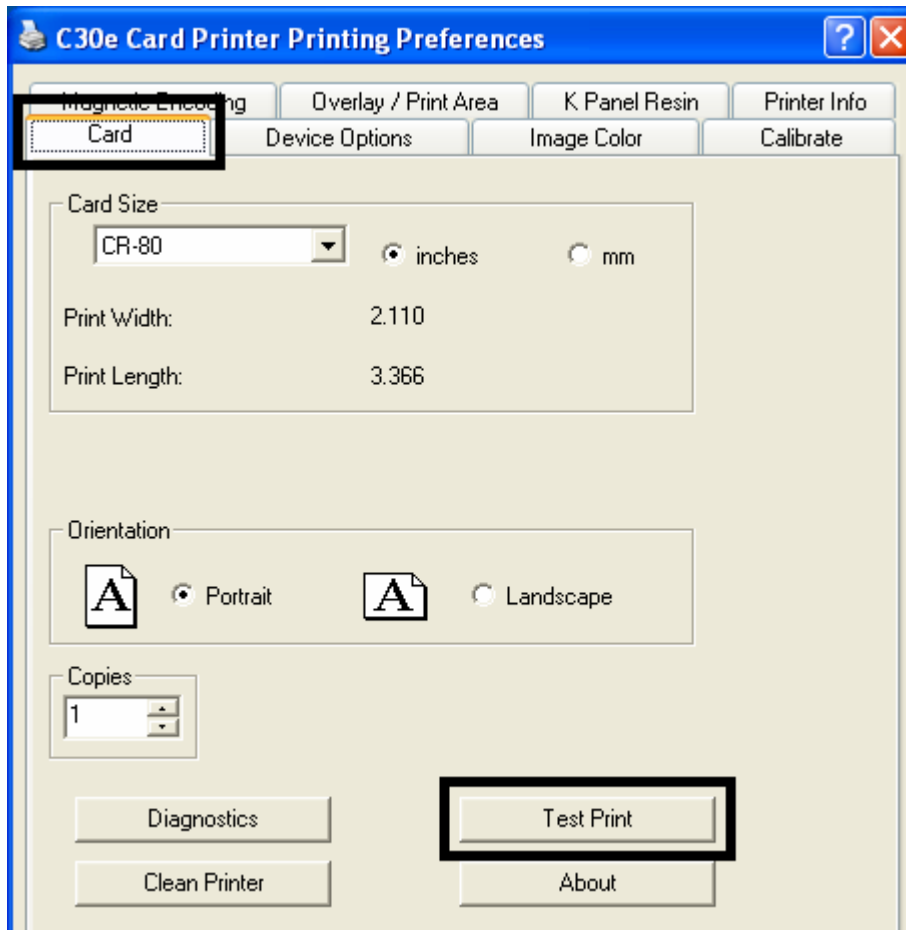 C30e Card Printer Printing Preferences
Magnetic Encoding Overlay / Print Area K Panel Resin Printer Info
Card Device Options Image Color Calibrate
Card Size
CR-80 inches mm
Print Width: 2.110
Print Length: 3.366
Orientation
A Portrait A Landscape
Copies
1
Diagnostics Test Print
Clean Printer About